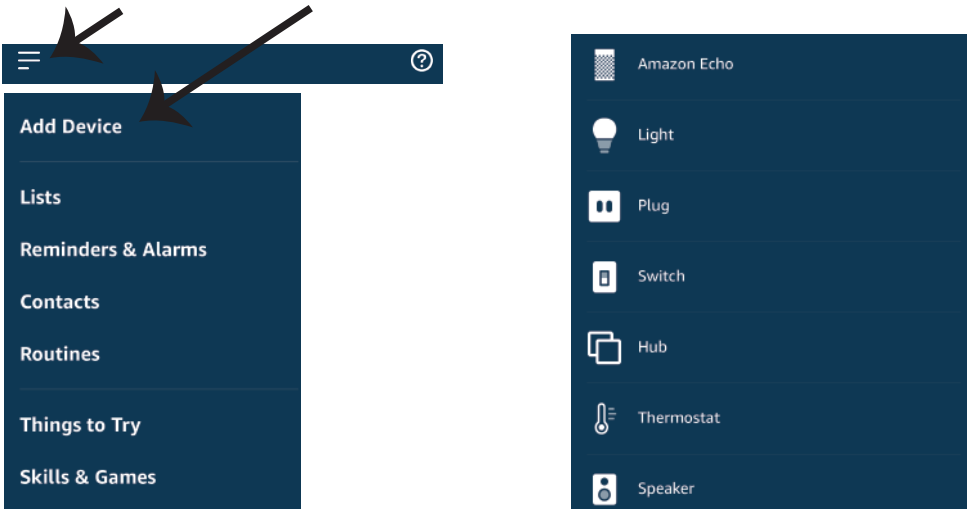 ?
Add Device
Lists
Reminders & Alarms
Contacts
Routines
Things to Try
Skills & Games
Amazon Echo
Light
Plug
Switch
Hub
Thermostat
Speaker